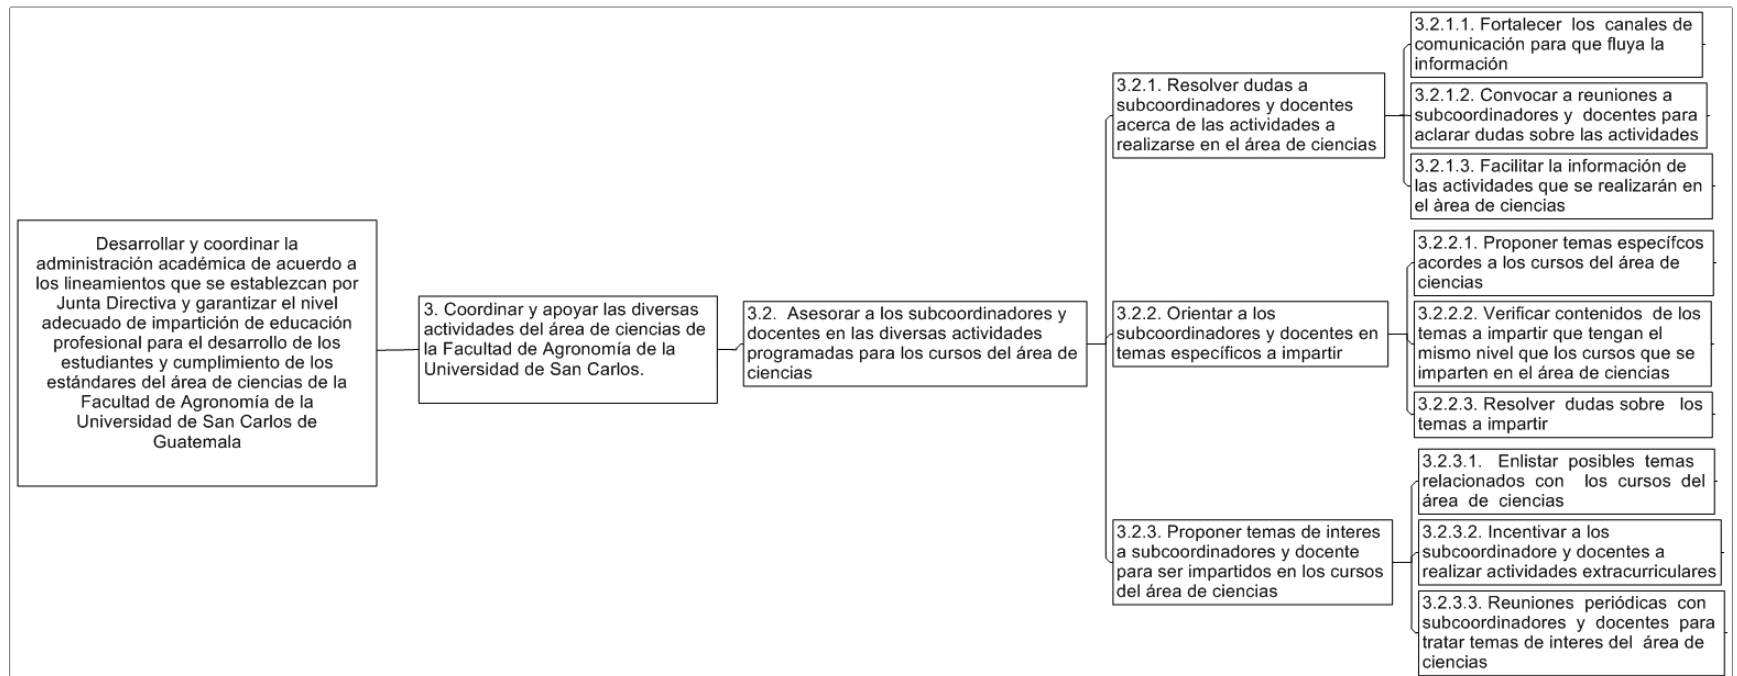 Desarrollar y coordinar la
administración académica de acuerdo a
los lineamientos que se establezcan por
Junta Directiva y garantizar el nivel
adecuado de impartición de educación
profesional para el desarrollo de los
estudiantes y cumplimiento de los
estándares del área de ciencias de la
Facultad de Agronomía de la
Universidad de San Carlos de
Guatemala
3. Coordinar y apoyar las diversas
actividades del área de ciencias de
la Facultad de Agronomía de la
Universidad de San Carlos.
3.2. Asesorar a los subcoordinadores y
docentes en las diversas actividades
programadas para los cursos del área de
ciencias
3.2.1. Resolver dudas a
subcoordinadores y docentes
acerca de las actividades a
realizarse en el área de ciencias
3.2.1.1. Fortalecer los canales de
comunicación para que fluya la
información
3.2.1.2. Convocar a reuniones a
subcoordinadores y docentes para
aclarar dudas sobre las actividades
3.2.1.3. Facilitar la información de
las actividades que se realizarán en
el àrea de ciencias
3.2.2. Orientar a los
subcoordinadores y docentes en
temas específicos a impartir
3.2.2.1. Proponer temas específcos
acordes a los cursos del área de
ciencias
3.2.2.2. Verificar contenidos de los
temas a impartir que tengan el
mismo nivel que los cursos que se
imparten en el área de ciencias
3.2.2.3. Resolver dudas sobre los
temas a impartir
3.2.3. Proponer temas de interes
a subcoordinadores y docente
para ser impartidos en los cursos
del área de ciencias
3.2.3.1. Enlistar posibles temas
relacionados con los cursos del
área de ciencias
3.2.3.2. Incentivar a los
subcoordinadore y docentes a
realizar actividades extracurriculares
3.2.3.3. Reuniones periódicas con
subcoordinadores y docentes para
tratar temas de interes del área de
ciencias